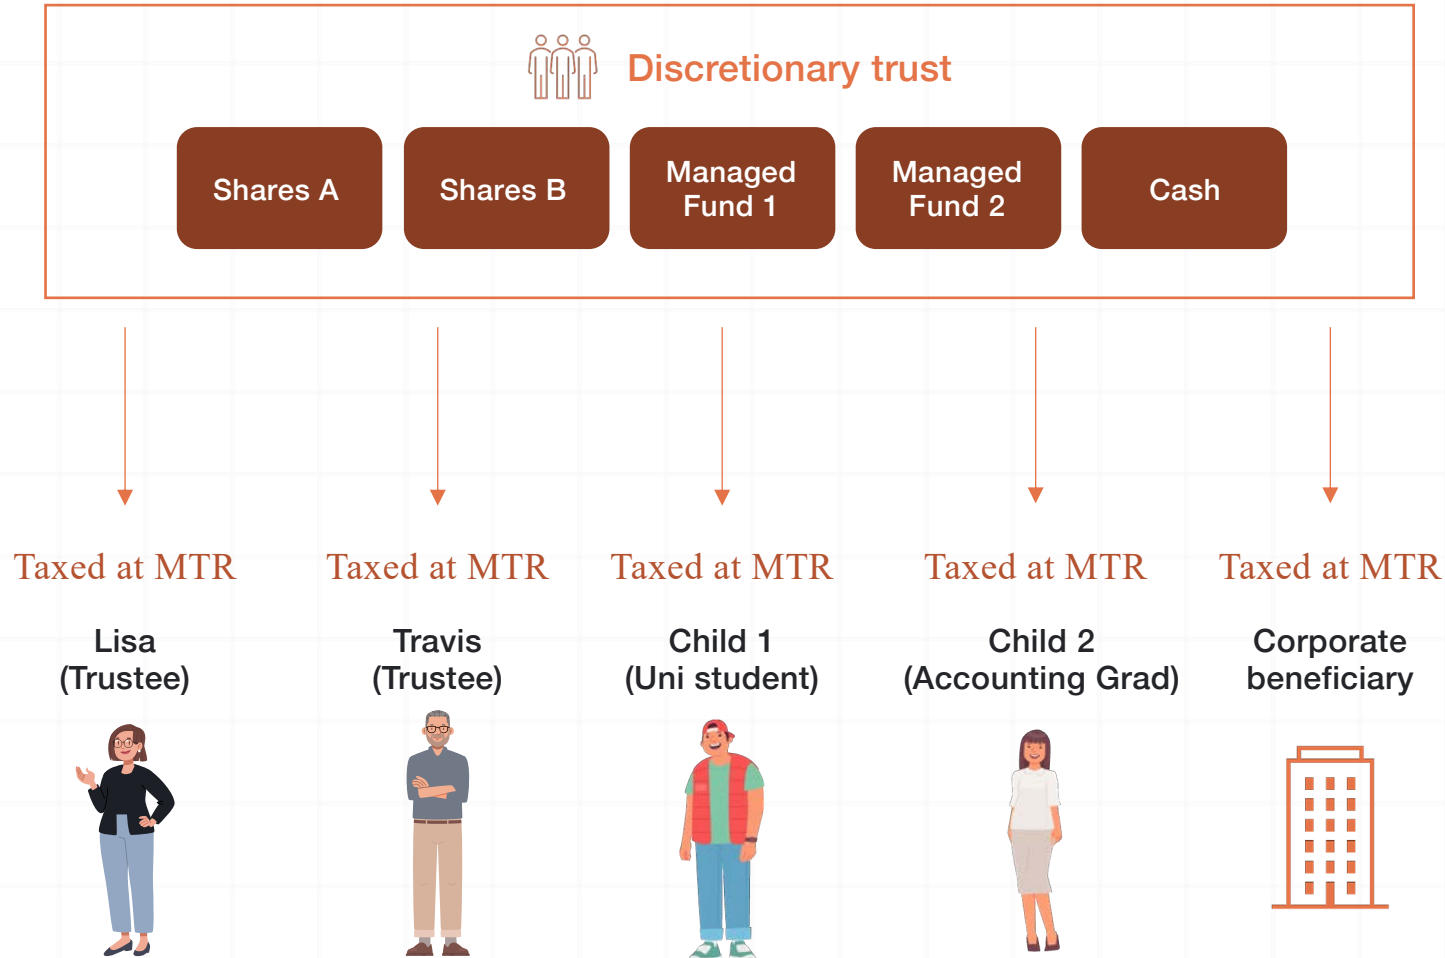 Discretionary trust
Shares A
Shares B
Managed
Fund 1
Managed
Fund 2
Cash
Taxed at MTR
Lisa
(Trustee)
Taxed at MTR
Travis
(Trustee)
Taxed at MTR
Child 1
(Uni student)
Taxed at MTR
Child 2
(Accounting Grad)
Taxed at MTR
Corporate
beneficiary